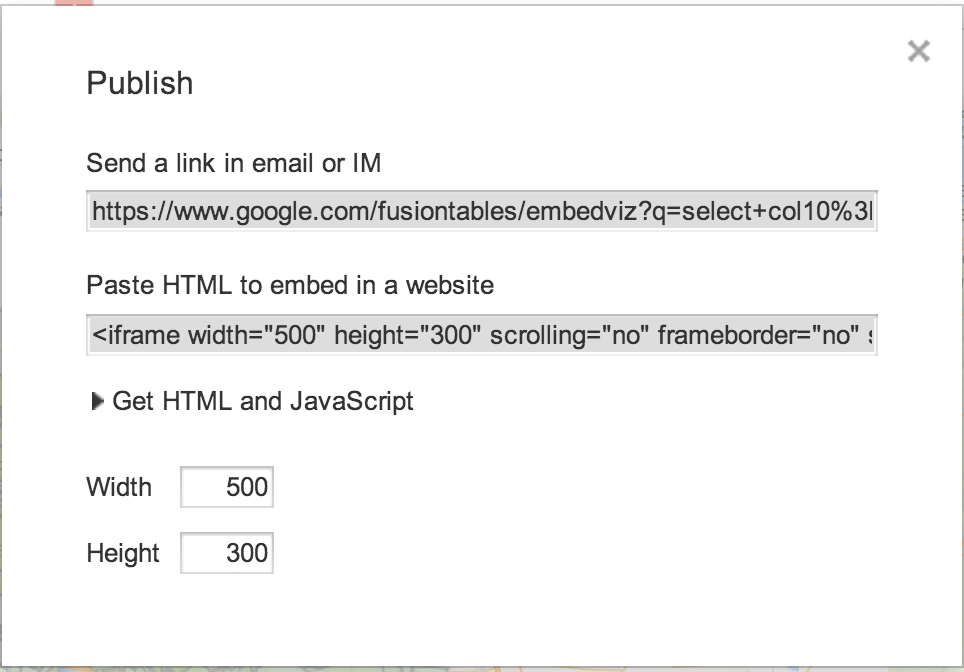 Publish
Send a link in email or IM
https://www.google.com/fusiontables/embedviz?q=select+col10%3
Paste HTML to embed in a website
<iframe width="500" height="300" scrolling="no" frameborder="no"
Get HTML and JavaScript
Width 500
Height 300